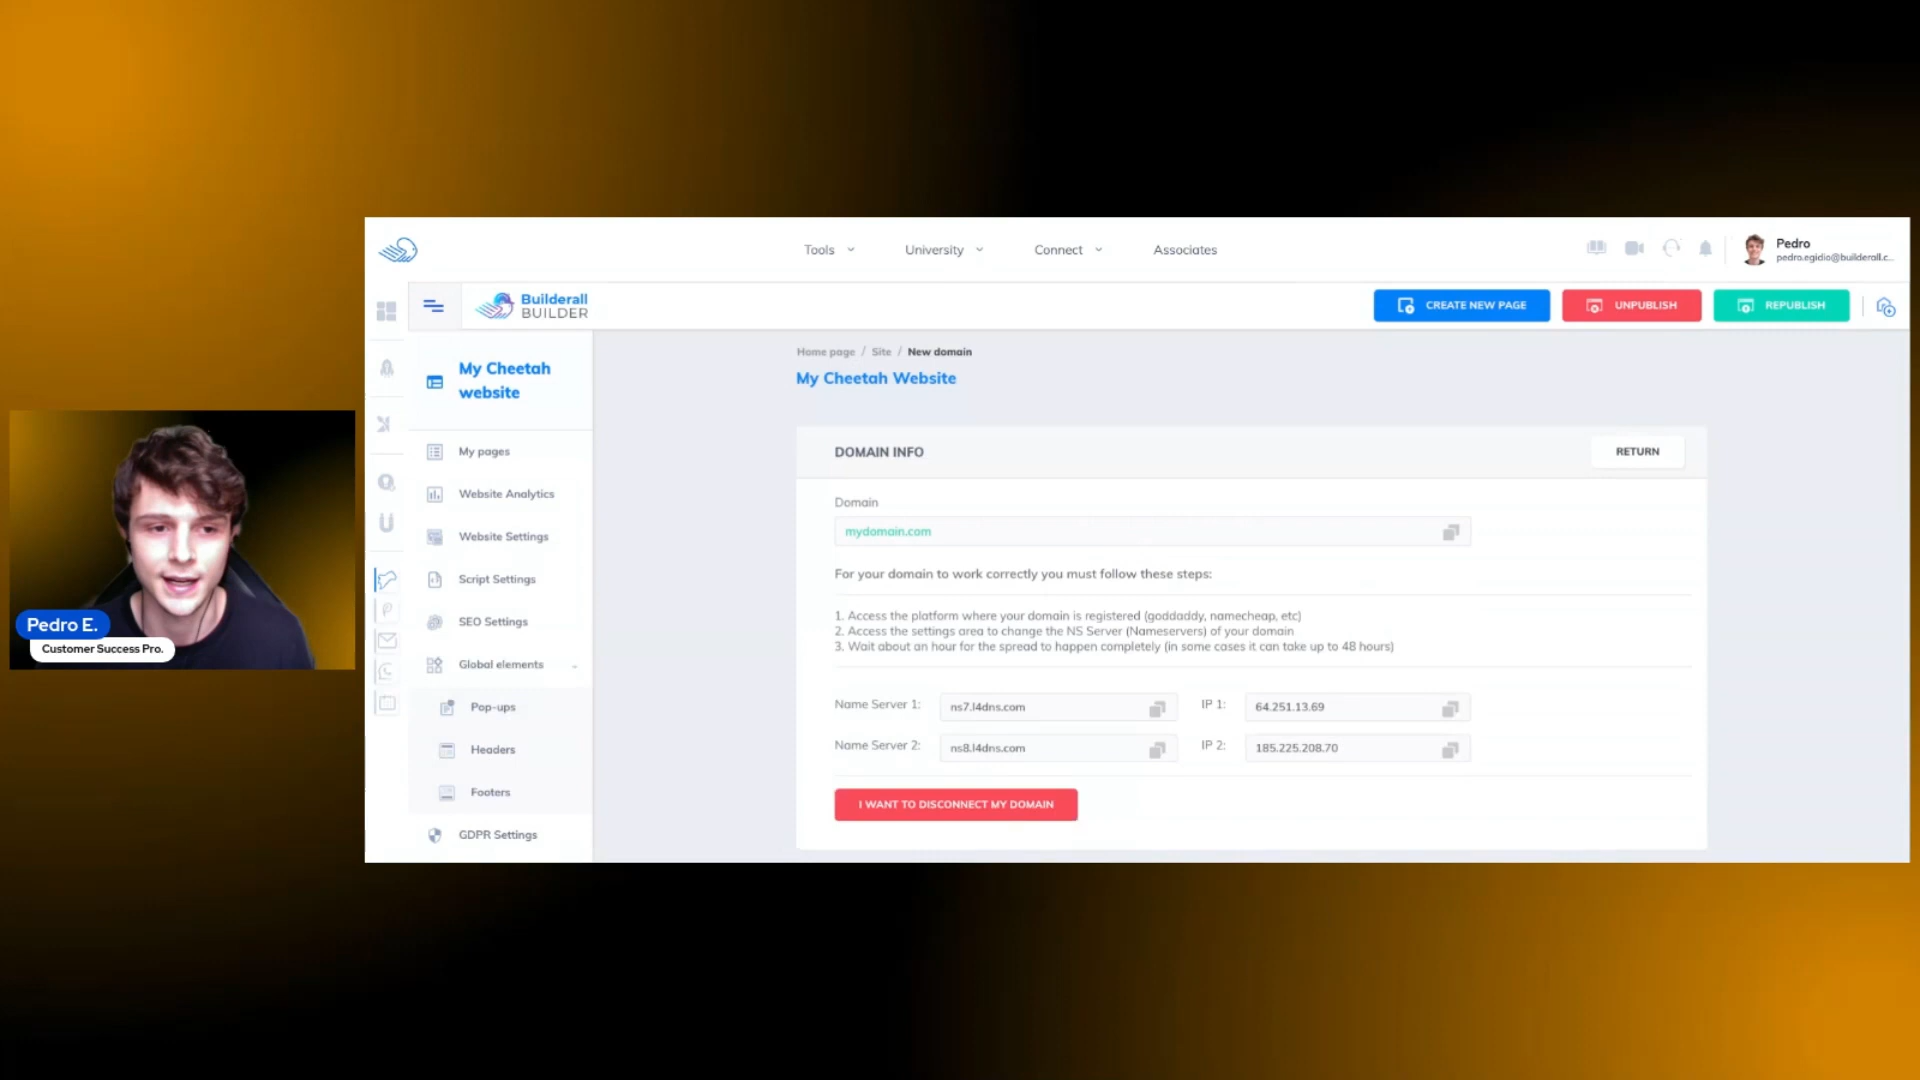 Tools
University
Connect
Associates
Pedro
pedro.egidio@builderall.c...
Builderall
BUILDER
CREATE NEW PAGE
UNPUBLISH
REPUBLISH
My Cheetah
website
My pages
Website Analytics
Website Settings
Script Settings
SEO Settings
Global elements
Pop-ups
Headers
Footers
GDPR Settings
Home page / Site / New domain
My Cheetah Website
DOMAIN INFO
RETURN
Domain
mydomain.com
For your domain to work correctly you must follow these steps:
1. Access the platform where your domain is registered (goddaddy, namecheap, etc)
2. Access the settings area to change the NS Server (Nameservers) of your domain
3. Wait about an hour for the spread to happen completely (in some cases it can take up to 48 hours)
Name Server 1: ns7.l4dns.com IP 1: 64.251.13.69
Name Server 2: ns8.l4dns.com IP 2: 185.225.208.70
I WANT TO DISCONNECT MY DOMAIN
Pedro E.
Customer Success Pro.